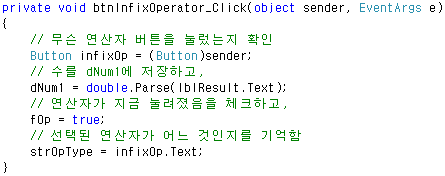 private void btnInfixOperator_Click(object sender, EventArgs e)
{
// 무슨 연산자 버튼을 눌렀는지 확인
Button infixOp = (Button)sender;
// 수를 dNum1에 저장하고,
dNum1 = double.Parse(lblResult.Text);
// 연산자가 지금 눌려졌음을 체크하고,
fOp = true;
// 선택된 연산자가 어느 것인지를 기억함
strOpType = infixOp.Text;
}